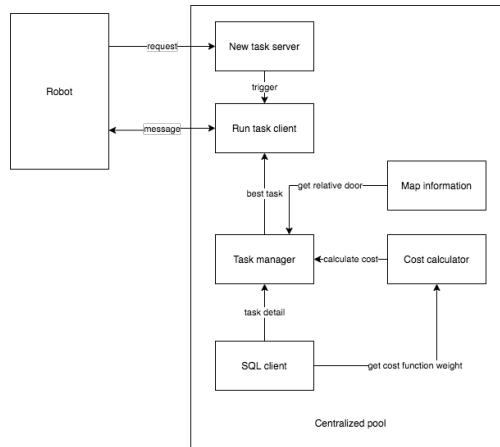 request
New task server
Robot
trigger
message
Run task client
best task
get relative door
Map information
Task manager
calculate cost
Cost calculator
task detail
SQL client
get cost function weight
Centralized pool